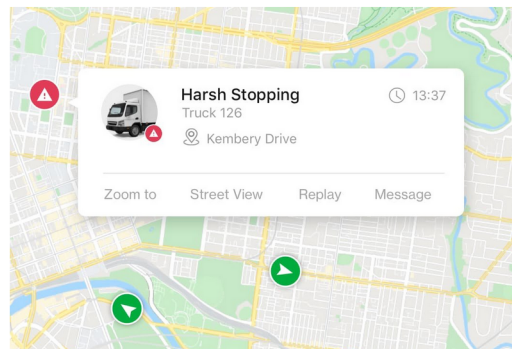 Harsh Stopping
13:37
Truck 126
Kembery Drive
Zoom to
Street View
Replay
Message